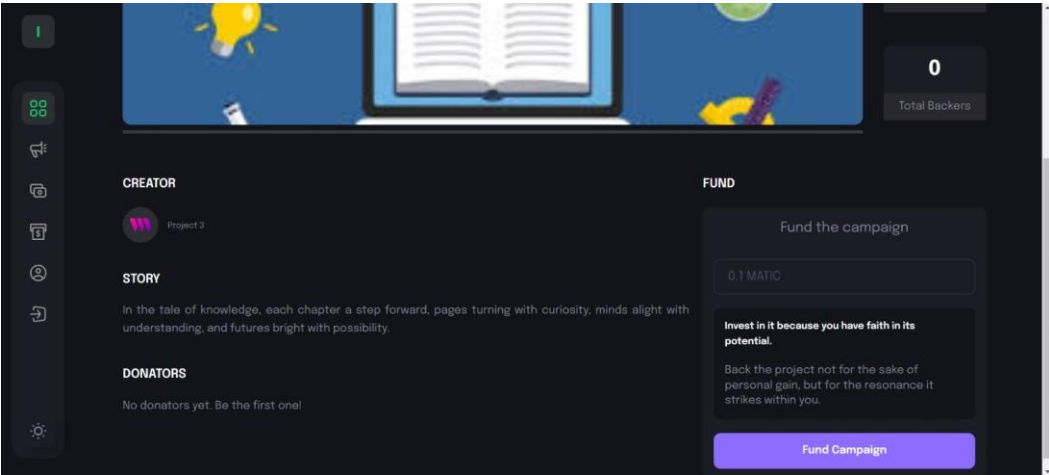 I
0
Total Backers
CREATOR
FUND
Project 3
Fund the campaign
STORY
0.1 MATIC
In the tale of knowledge, each chapter a step forward, pages turning with curiosity, minds alight with
understanding, and futures bright with possibility.
Invest in it because you have faith in its
potential.
DONATORS
Back the project not for the sake of
personal gain, but for the resonance it
strikes within you.
No donators yet. Be the first one!
Fund Campaign